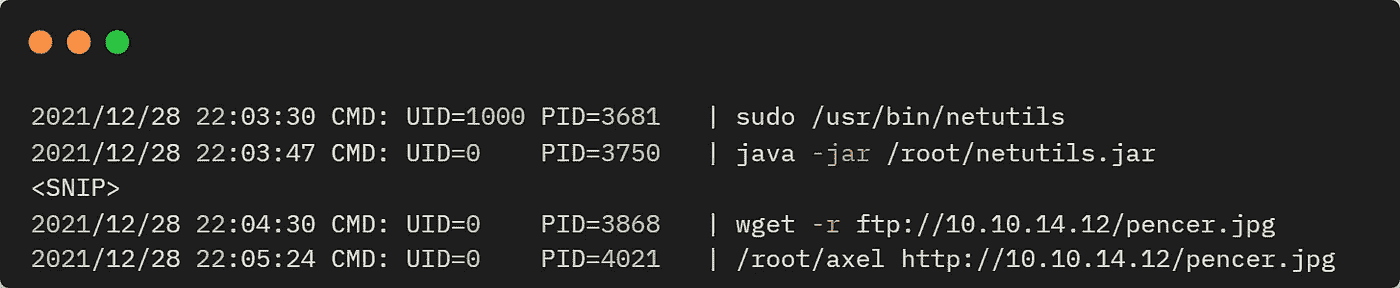 2021/12/28 22:03:30 CMD: UID=1000 PID=3681   | sudo /usr/bin/netutils
2021/12/28 22:03:47 CMD: UID=0    PID=3750   | java -jar /root/netutils.jar
<SNIP>
2021/12/28 22:04:30 CMD: UID=0    PID=3868   | wget -r ftp://10.10.14.12/pencer.jpg
2021/12/28 22:05:24 CMD: UID=0    PID=4021   | /root/axel http://10.10.14.12/pencer.jpg